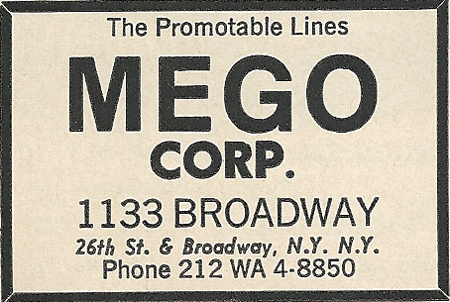 The Promotable Lines
MEGO
CORP.
1133 BROADWAY
26th St. & Broadway, N.Y. N.Y.
Phone 212 WA 4-8850